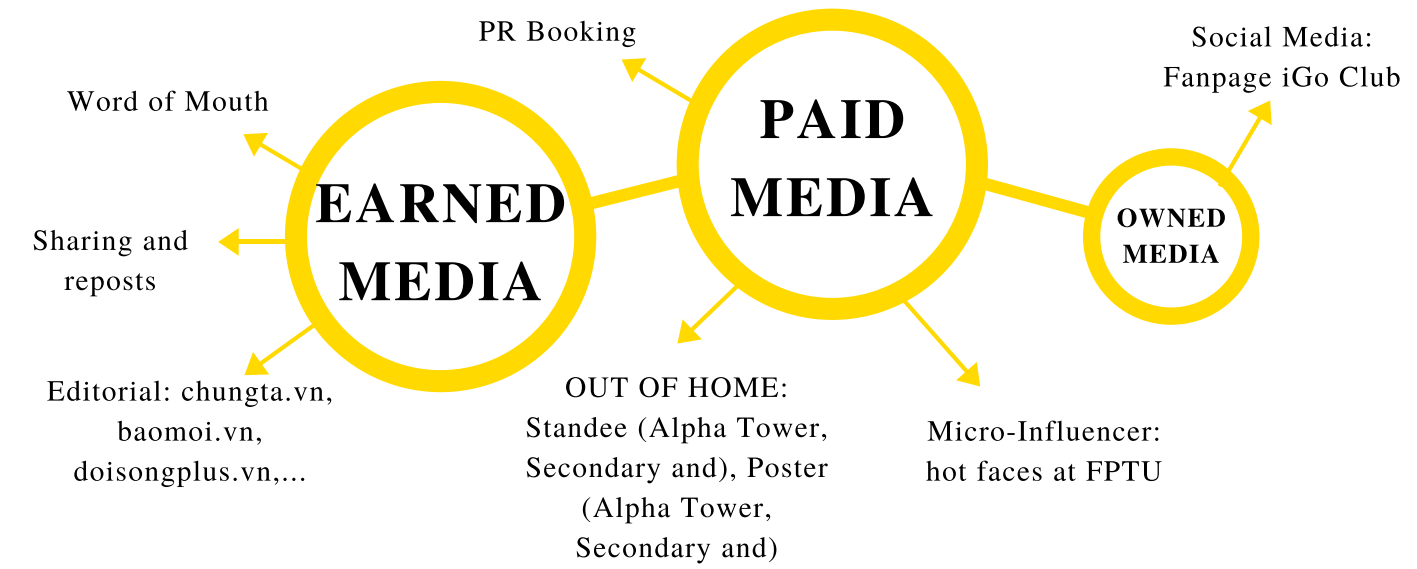 PR Booking
Social Media:
Fanpage iGo Club
Word of Mouth
PAID
MEDIA
EARNED
MEDIA
OWNED
MEDIA
Sharing and
reposts
Editorial: chungta.vn,
baomoi.vn,
doisongplus.vn,...
OUT OF HOME:
Standee (Alpha Tower,
Secondary and), Poster
(Alpha Tower,
Secondary and)
Micro-Influencer:
hot faces at FPTU